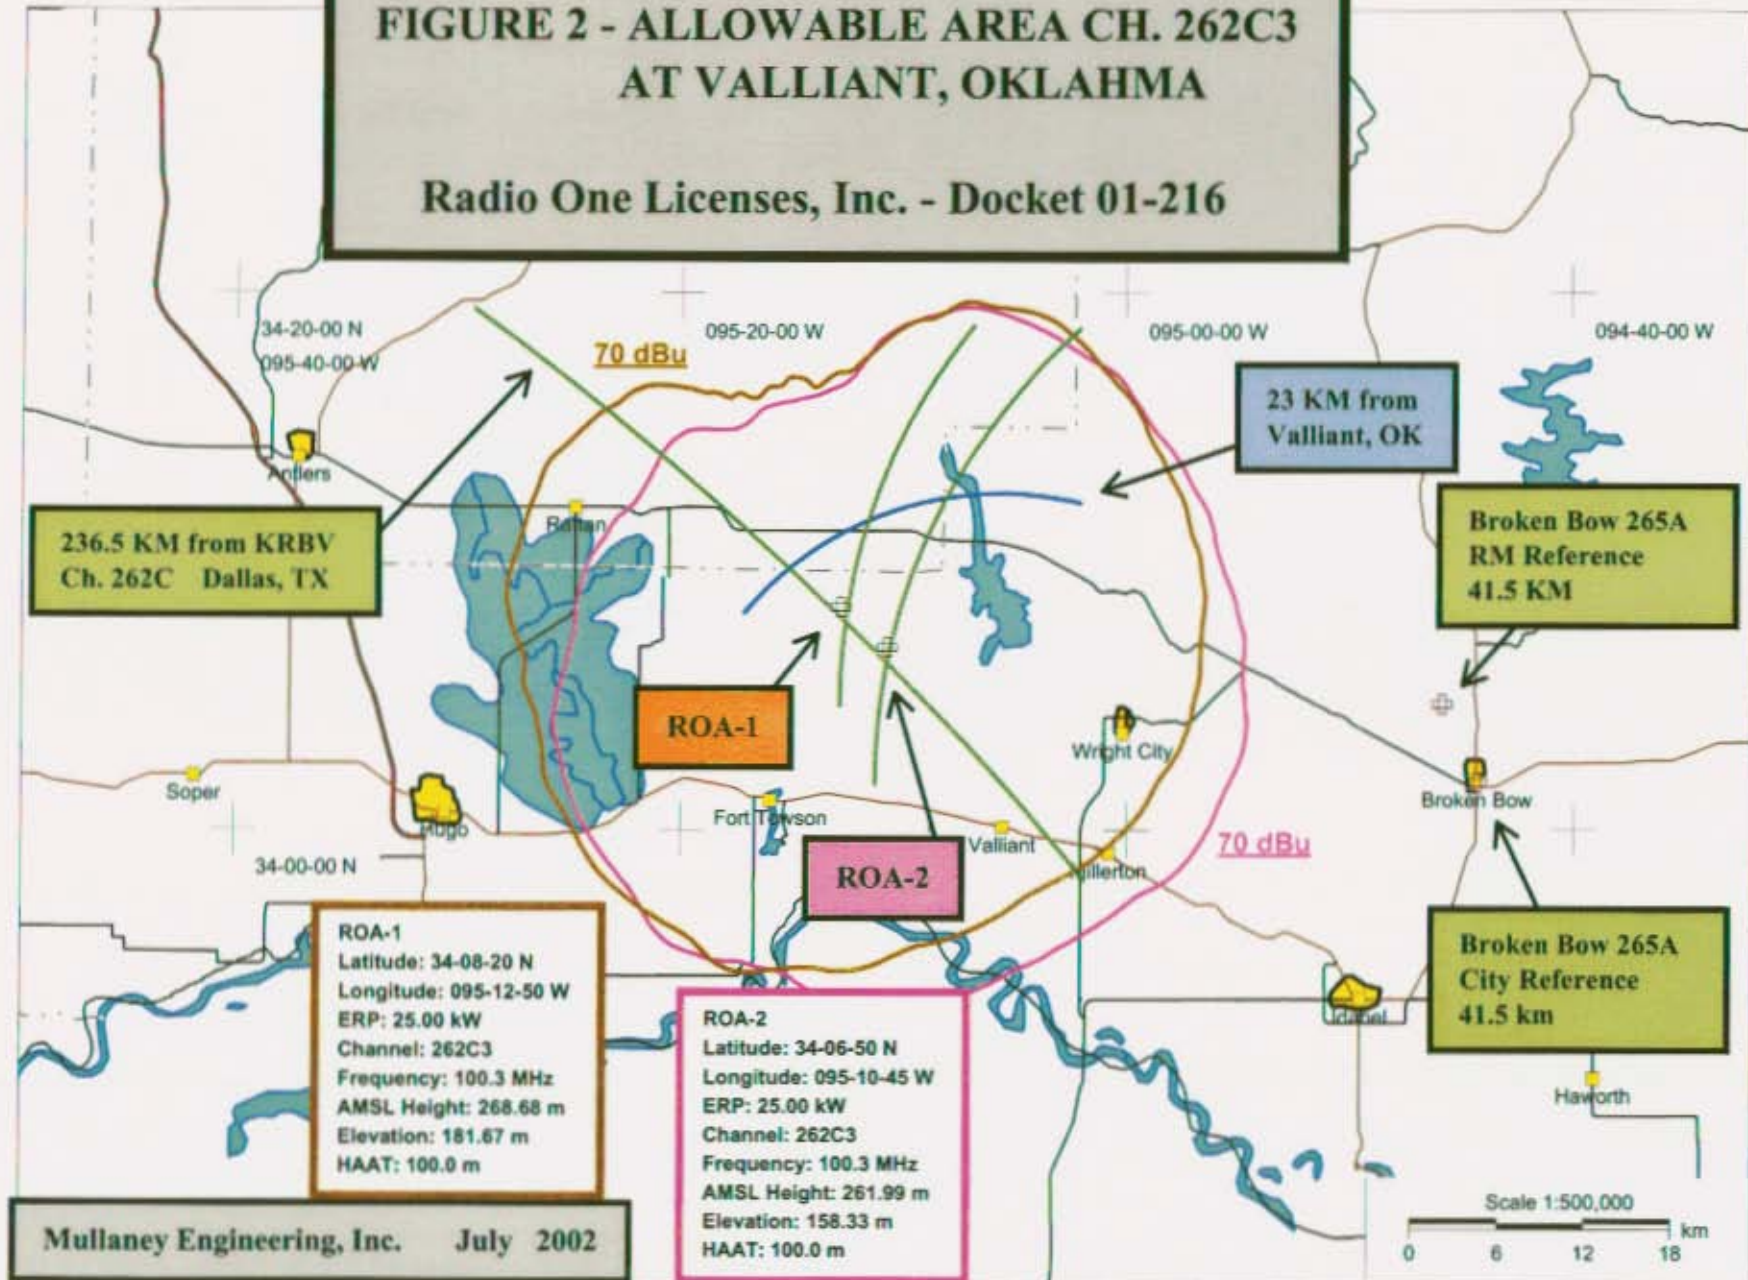 FIGURE 2 - ALLOWABLE AREA CH. 262C3
AT VALLIANT, OKLAHMA
Radio One Licenses, Inc. - Docket 01-216
34-20-00 N
095-40-00 W
70 dBu
095-20-00 W
095-00-00 W
094-40-00 W
23 KM from
Valliant, OK
Antlers
Rattan
236.5 KM from KRBV
Ch. 262C Dallas, TX
Broken Bow 265A
RM Reference
41.5 KM
ROA-1
Wright City
Soper
Hugo
Fort Towson
Valliant
Broken Bow
70 dBu
34-00-00 N
ROA-2
illerton
ROA-1
Latitude: 34-08-20 N
Longitude: 095-12-50 W
ERP: 25.00 kW
Channel: 262C3
Frequency: 100.3 MHz
AMSL Height: 268.68 m
Elevation: 181.67 m
HAAT: 100.0 m
ROA-2
Latitude: 34-06-50 N
Longitude: 095-10-45 W
ERP: 25.00 kW
Channel: 262C3
Frequency: 100.3 MHz
AMSL Height: 261.99 m
Elevation: 158.33 m
HAAT: 100.0 m
Broken Bow 265A
City Reference
41.5 km
Idabel
Haworth
Mullaney Engineering, Inc. July 2002
Scale 1:500,000
km
0 6 12 18